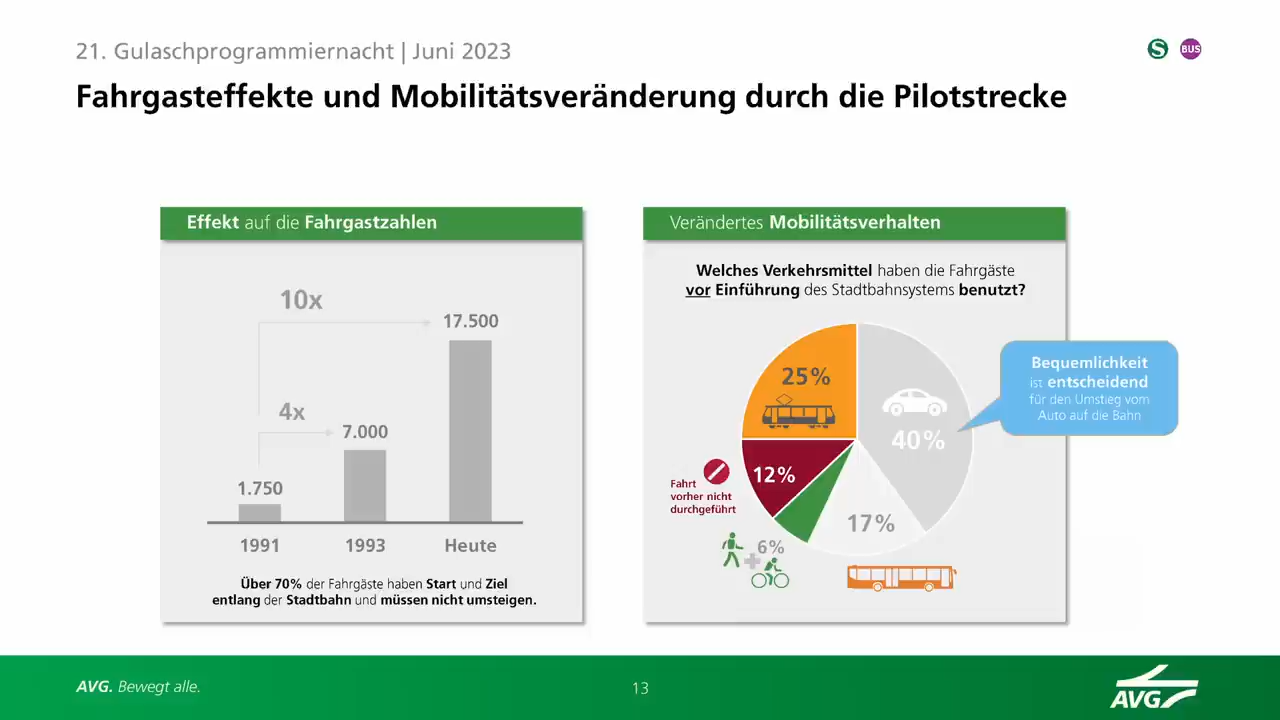 21. Gulaschprogrammiernacht | Juni 2023
BUS
Fahrgasteffekte und Mobilitätsveränderung durch die Pilotstrecke
Effekt auf die Fahrgastzahlen
10x
17.500
4x
7.000
1.750
1991
1993
Heute
Über 70% der Fahrgäste haben Start und Ziel
entlang der Stadtbahn und müssen nicht umsteigen.
Verändertes Mobilitätsverhalten
Welches Verkehrsmittel haben die Fahrgäste
vor Einführung des Stadtbahnsystems benutzt?
25%
40%
Bequemlichkeit
ist entscheidend
für den Umstieg vom
Auto auf die Bahn
12%
Fahrt
vorher nicht
durchgeführt
17%
6%
AVG. Bewegt alle.
13
AVG